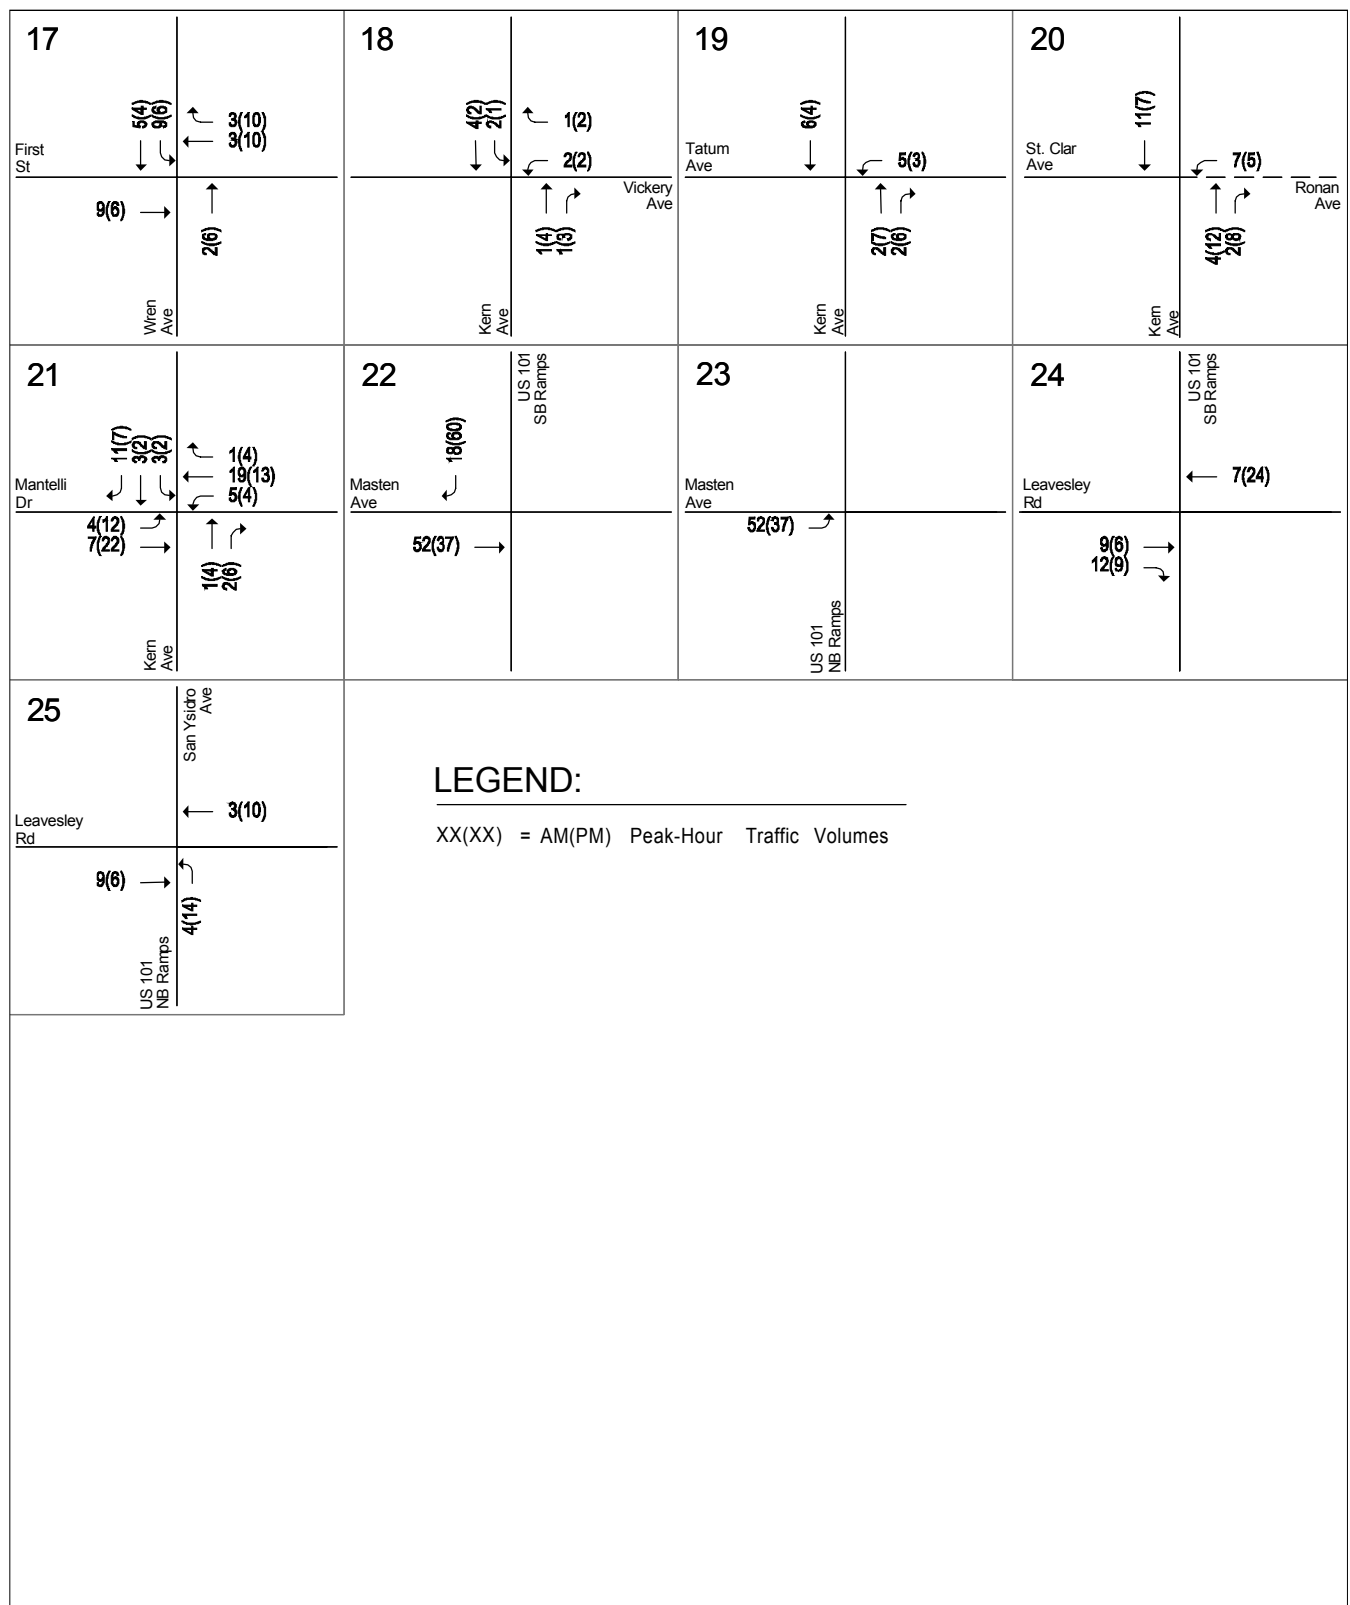 17
5(4)
9(6)
3(10)
3(10)
First
St
9(6)
2(6)
Wren
Ave
18
4(2)
2(1)
1(2)
2(2)
Vickery
Ave
1(4)
1(3)
Kern
Ave
19
6(4)
Tatum
Ave
5(3)
2(7)
2(6)
Kern
Ave
20
11(7)
St. Clar
Ave
7(5)
Ronan
Ave
4(12)
2(8)
Kern
Ave
21
11(7)
3(2)
3(2)
1(4)
19(13)
5(4)
Mantelli
Dr
4(12)
7(22)
1(4)
2(6)
Kern
Ave
22
US 101
SB Ramps
18(60)
Masten
Ave
52(37)
23
Masten
Ave
52(37)
US 101
NB Ramps
24
US 101
SB Ramps
7(24)
Leavesley
Rd
9(6)
12(9)
25
San Ysidro
Ave
3(10)
Leavesley
Rd
9(6)
4(14)
US 101
NB Ramps
LEGEND:
XX(XX) = AM(PM) Peak-Hour Traffic Volumes